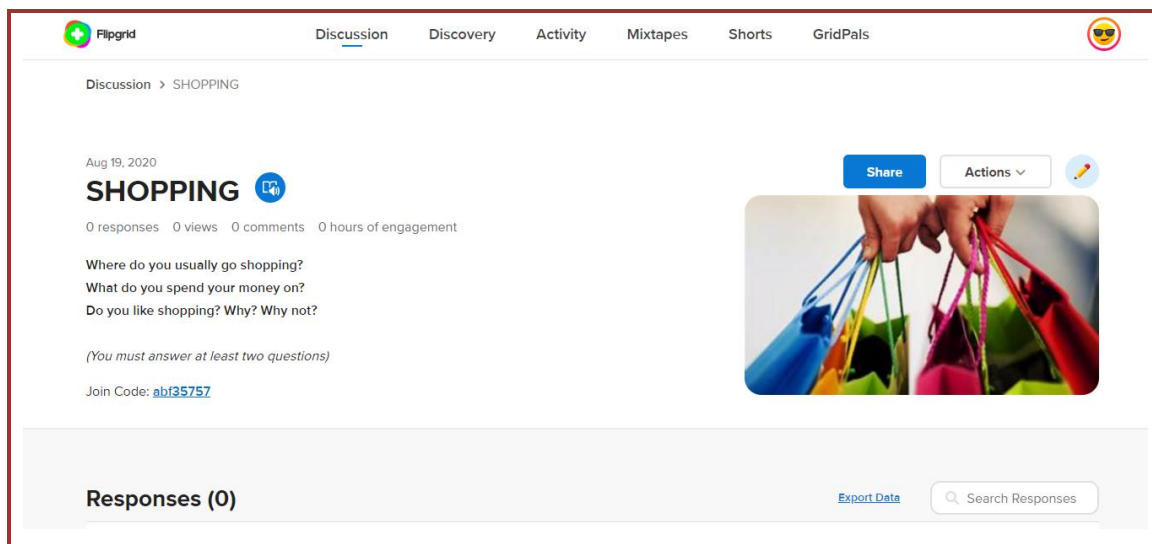 Flipgrid Discussion Discovery Activity Mixtapes Shorts GridPals
Discussion > SHOPPING
Aug 19, 2020
SHOPPING
Share Actions
0 responses 0 views 0 comments 0 hours of engagement
Where do you usually go shopping?
What do you spend your money on?
Do you like shopping? Why? Why not?
(You must answer at least two questions)
Join Code: abf35757
Responses (0)
Export Data Search Responses